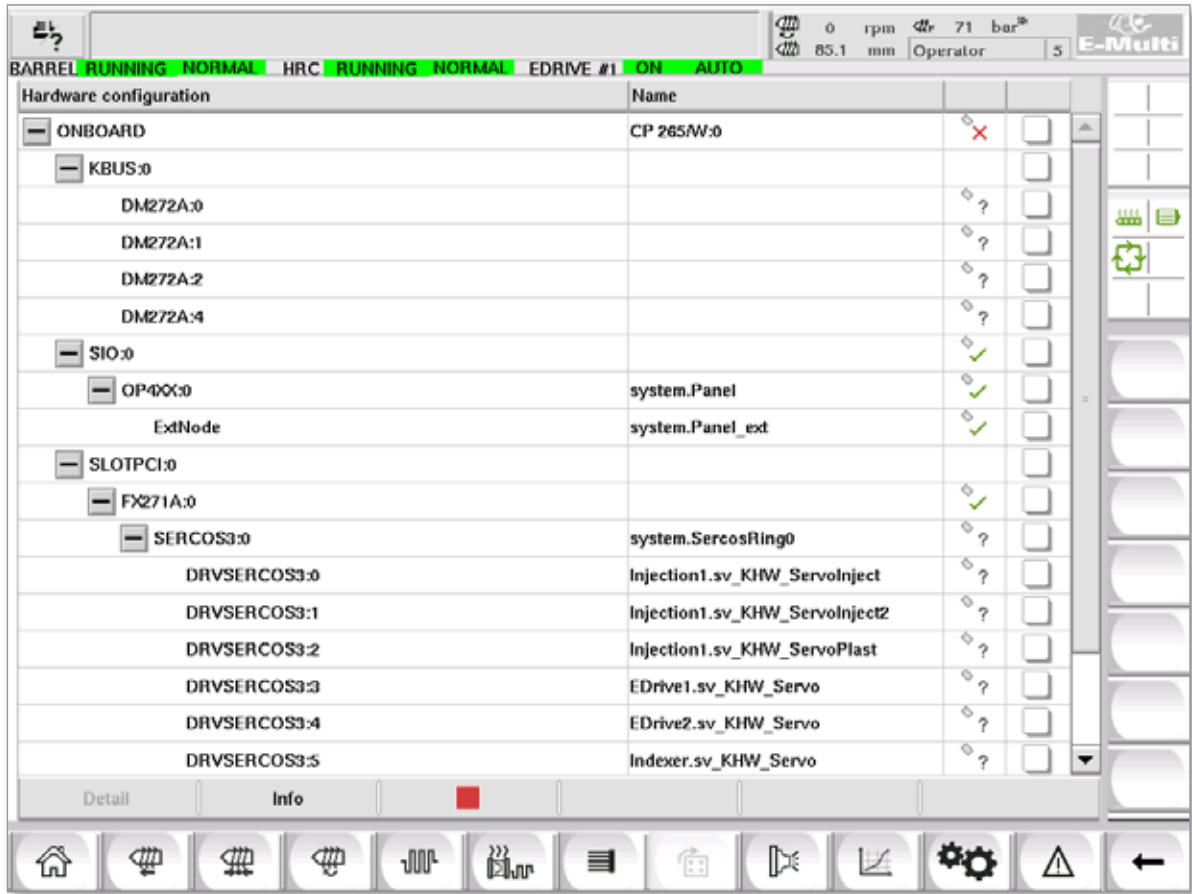 0 rpm 71 bar
85.1 mm Operator 5
E-Multi
BARREL RUNNING NORMAL HRC RUNNING NORMAL EDRIVE #1 ON AUTO
Hardware configuration Name
ONBOARD CP 265/W:0
KBUS:0
DM272A:0 ?
DM272A:1 ?
DM272A:2 ?
DM272A:4 ?
SIO:0
OP4XX:0 system.Panel
ExtNode system.Panel_ext
SLOTPCI:0
FX271A:0
SERCOS3:0 system.SercosRing0 ?
DRVSERCOS3:0 Injection1.sv_KHW_ServoInject ?
DRVSERCOS3:1 Injection1.sv_KHW_ServoInject2 ?
DRVSERCOS3:2 Injection1.sv_KHW_ServoPlast ?
DRVSERCOS3:3 EDrive1.sv_KHW_Servo ?
DRVSERCOS3:4 EDrive2.sv_KHW_Servo ?
DRVSERCOS3:5 Indexer.sv_KHW_Servo ?
Detail Info